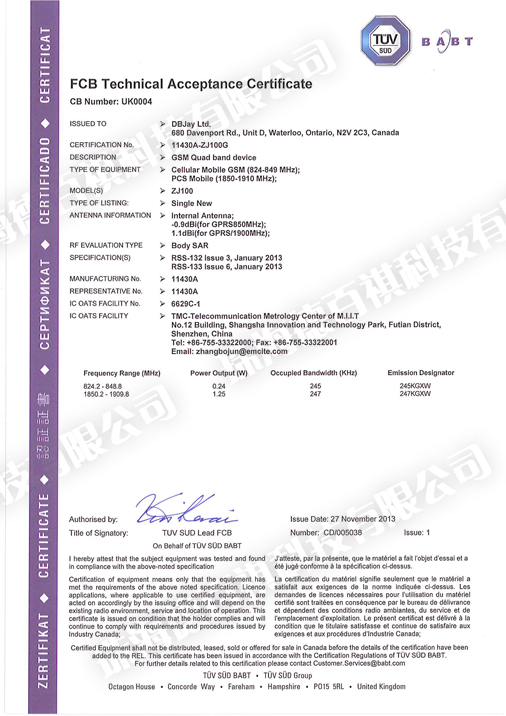 TÜV
SÜD
BABT
FCB Technical Acceptance Certificate
CB Number: UK0004
ISSUED TO ➢ DBJay Ltd.
680 Davenport Rd., Unit D, Waterloo, Ontario, N2V 2C3, Canada
CERTIFICATION No. ➢ 11430A-ZJ100G
DESCRIPTION ➢ GSM Quad band device
TYPE OF EQUIPMENT ➢ Cellular Mobile GSM (824-849 MHz);
PCS Mobile (1850-1910 MHz);
MODEL(S) ➢ ZJ100
TYPE OF LISTING: ➢ Single New
ANTENNA INFORMATION ➢ Internal Antenna;
-0.9dBi(for GPRS850MHz);
1.1dBi(for GPRS/1900MHz);
RF EVALUATION TYPE ➢ Body SAR
SPECIFICATION(S) ➢ RSS-132 Issue 3, January 2013
RSS-133 Issue 6, January 2013
MANUFACTURING No. ➢ 11430A
REPRESENTATIVE No. ➢ 11430A
IC OATS FACILITY No. ➢ 6629C-1
IC OATS FACILITY ➢ TMC-Telecommunication Metrology Center of M.I.I.T
No.12 Building, Shangsha Innovation and Technology Park, Futian District,
Shenzhen, China
Tel: +86-755-33322000; Fax: +86-755-33322001
Email: zhangbojun@emcite.com
Frequency Range (MHz) Power Output (W) Occupied Bandwidth (KHz) Emission Designator
824.2 - 848.8 0.24 245 245KGXW
1850.2 - 1909.8 1.25 247 247KGXW
Authorised by:
Issue Date: 27 November 2013
Title of Signatory: TUV SUD Lead FCB Number: CD/005038 Issue: 1
On Behalf of TÜV SÜD BABT
I hereby attest that the subject equipment was tested and found
in compliance with the above-noted specification
J'atteste, par la présente, que le matériel a fait l'objet d'essai et a
été jugé conforme à la spécification ci-dessus.
Certification of equipment means only that the equipment has
met the requirements of the above noted specification. Licence
applications, where applicable to use certified equipment, are
acted on accordingly by the issuing office and will depend on the
existing radio environment, service and location of operation. This
certificate is issued on condition that the holder complies and will
continue to comply with requirements and procedures issued by
Industry Canada;
La certification du matériel signifie seulement que le matériel a
satisfait aux exigences de la norme indiquée ci-dessus. Les
demandes de licences nécessaires pour l'utilisation du matériel
certifié sont traitées en conséquence par le bureau de délivrance
et dépendent des conditions radio ambiantes, du service et de
l'emplacement d'exploitation. Le présent certificat est délivré à la
condition que le titulaire satisfasse et continue de satisfaire aux
exigences et aux procédures d'Industrie Canada;
Certified Equipment shall not be distributed, leased, sold or offered for sale in Canada before the details of the certification have been
added to the REL. This certificate has been issued in accordance with the Certification Regulations of TÜV SÜD BABT.
For further details related to this certification please contact Customer.Services@babt.com
TÜV SÜD BABT • TÜV SÜD Group
Octagon House • Concorde Way • Fareham • Hampshire • PO15 5RL • United Kingdom
ZERTIFIKAT ◆ CERTIFICATE ◆ 認証証書 ◆ СЕРТИФИКАТ ◆ CERTIFICADO ◆ CERTIFICAT